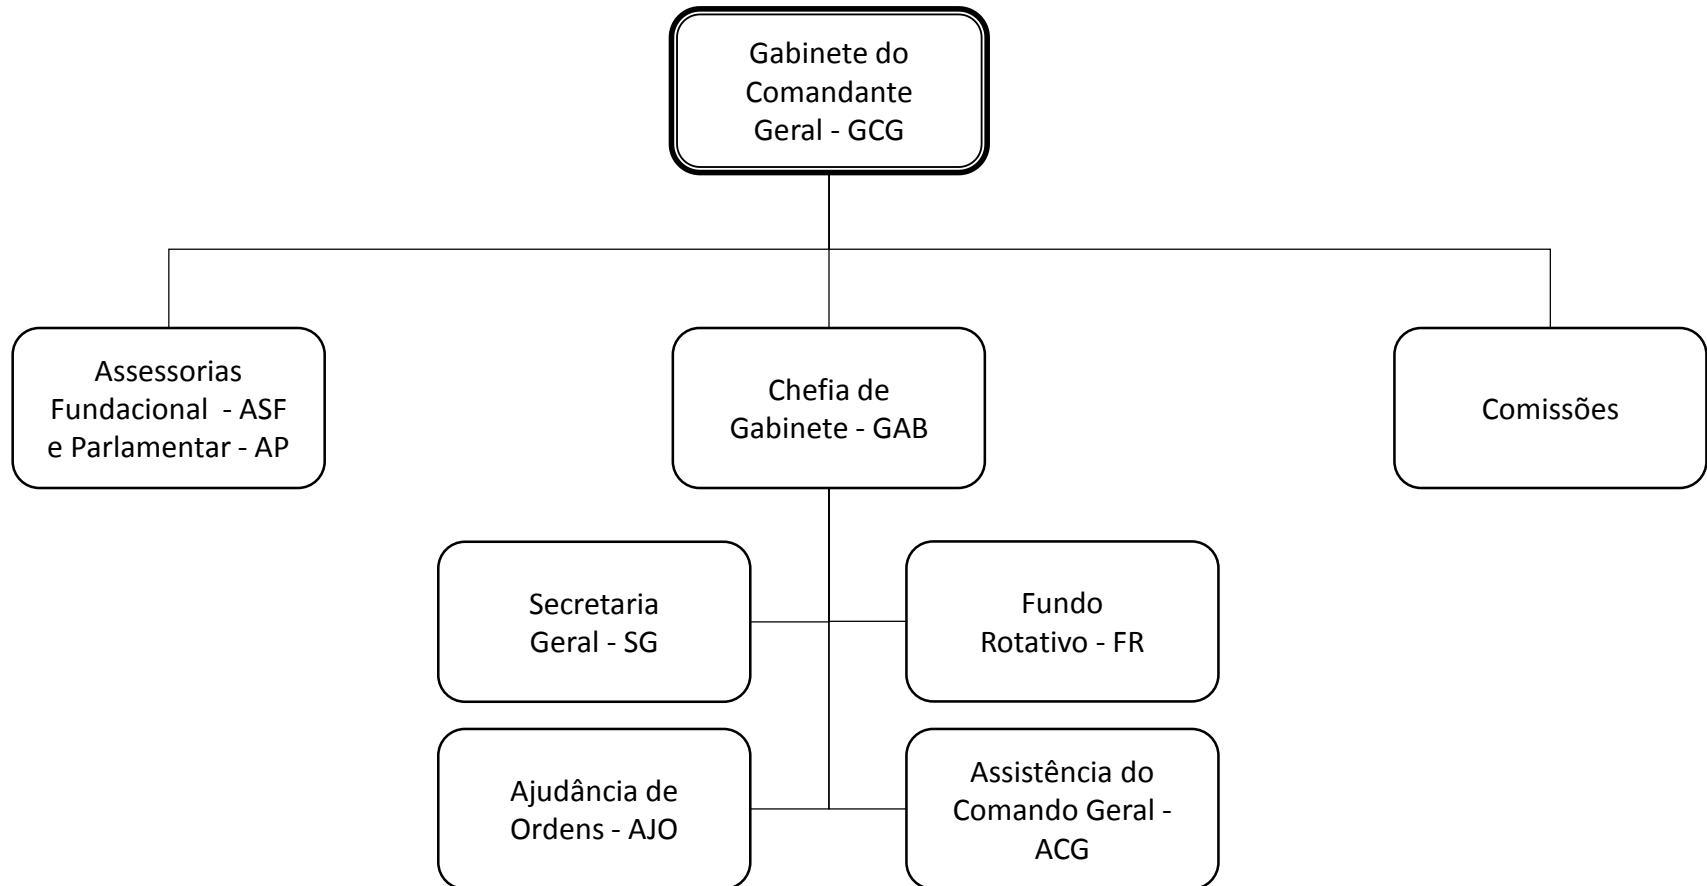 Gabinete do
Comandante
Geral - GCG
Assessorias
Fundacional - ASF
e Parlamentar - AP
Chefia de
Gabinete - GAB
Comissões
Secretaria
Geral - SG
Fundo
Rotativo - FR
Ajudância de
Ordens - AJO
Assistência do
Comando Geral -
ACG